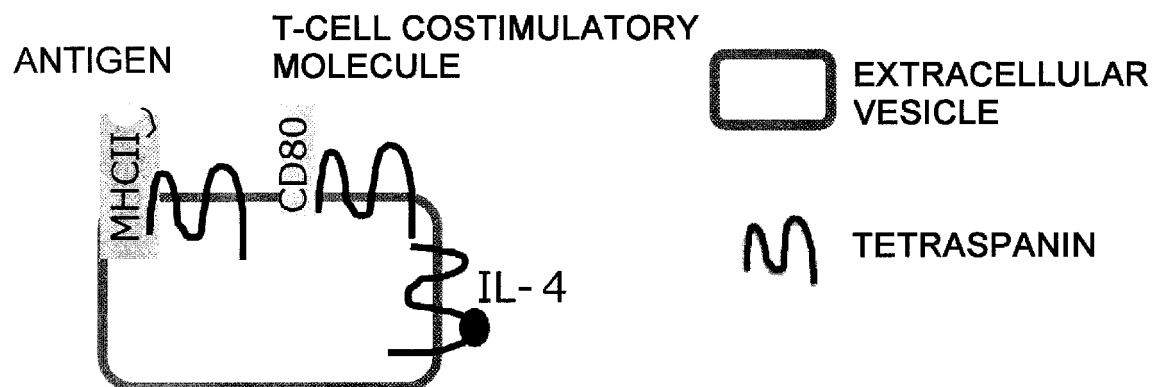 ANTIGEN
T-CELL COSTIMULATORY
MOLECULE
MHCII
CD80
IL-4
EXTRACELLULAR
VESICLE
TETRASPANIN